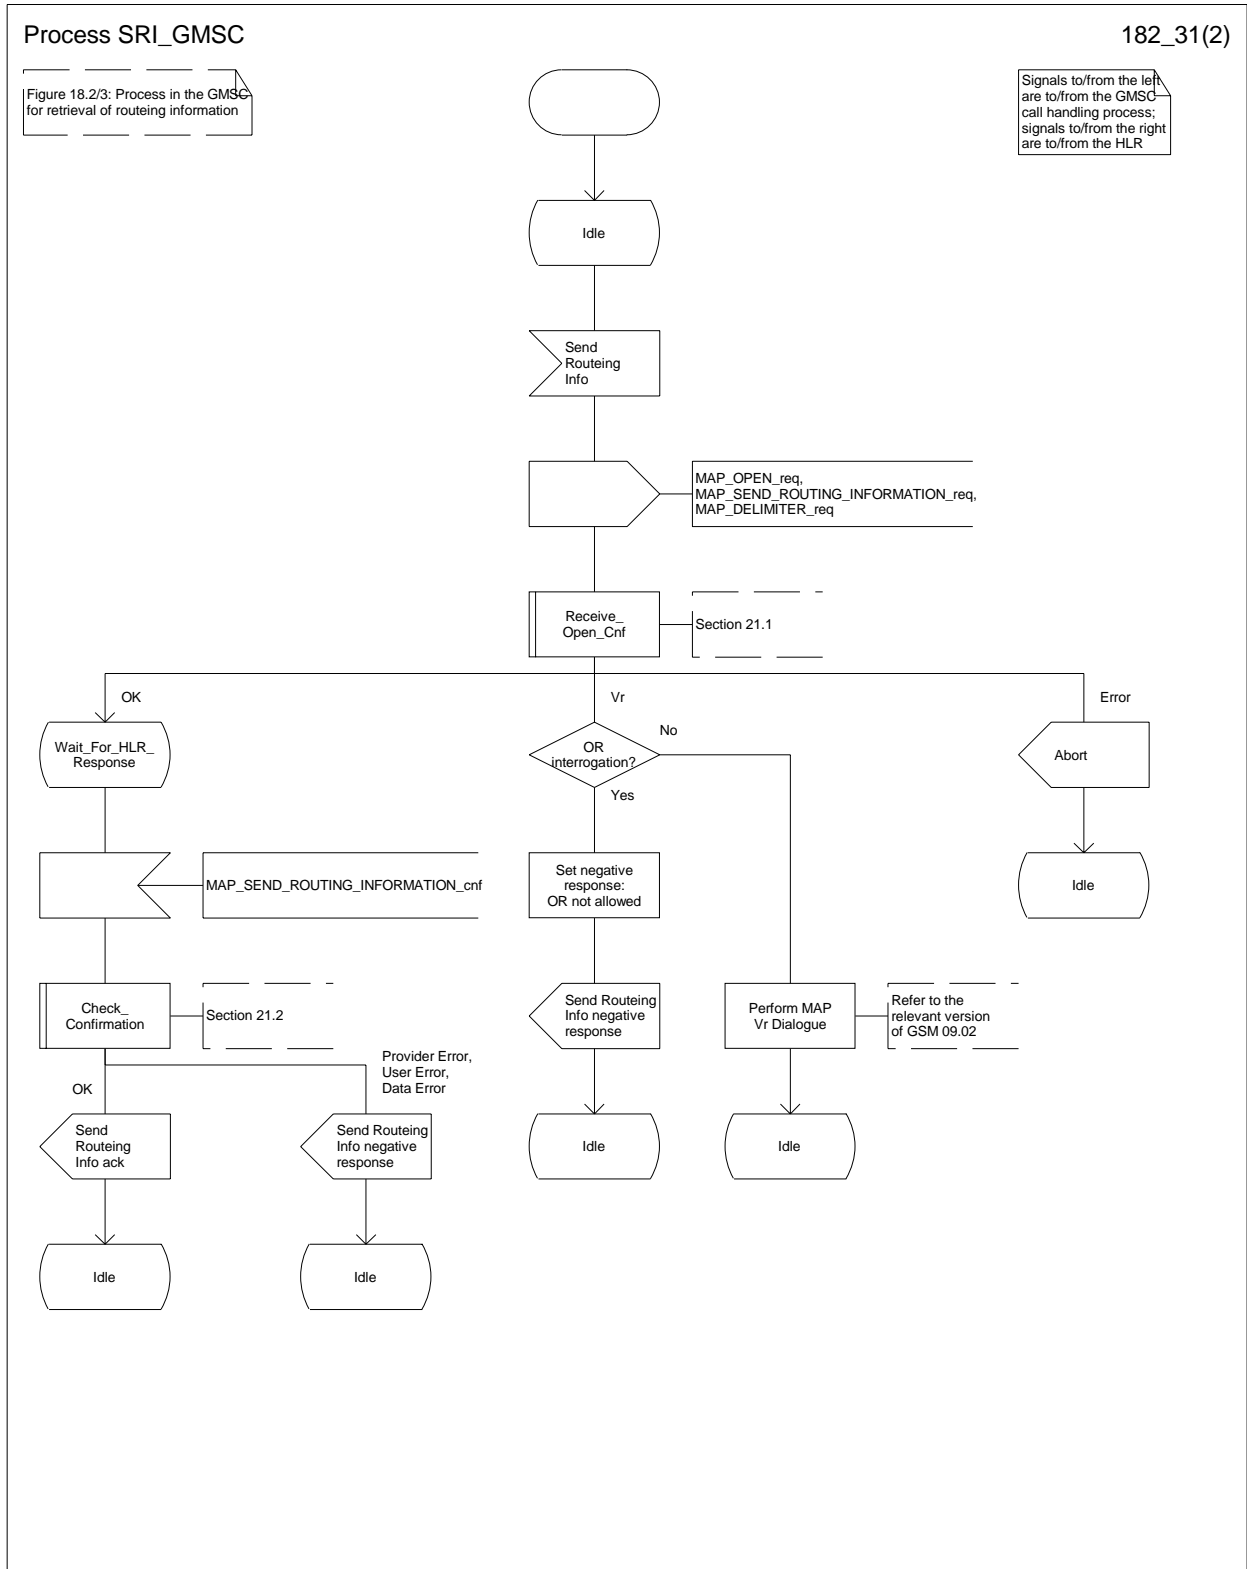 Process SRI_GMSC
182_31(2)
Figure 18.2/3: Process in the GMSC
for retrieval of routeing information
Signals to/from the left
are to/from the GMSC
call handling process;
signals to/from the right
are to/from the HLR
Idle
Send
Routeing
Info
MAP_OPEN_req,
MAP_SEND_ROUTING_INFORMATION_req,
MAP_DELIMITER_req
Receive_
Open_Cnf
Section 21.1
OK
Vr
Error
Wait_For_HLR_
Response
OR
interrogation?
No
Yes
Abort
MAP_SEND_ROUTING_INFORMATION_cnf
Set negative
response:
OR not allowed
Idle
Check_
Confirmation
Section 21.2
Send Routeing
Info negative
response
Perform MAP
Vr Dialogue
Refer to the
relevant version
of GSM 09.02
OK
Provider Error,
User Error,
Data Error
Send
Routeing
Info ack
Send Routeing
Info negative
response
Idle
Idle
Idle
Idle